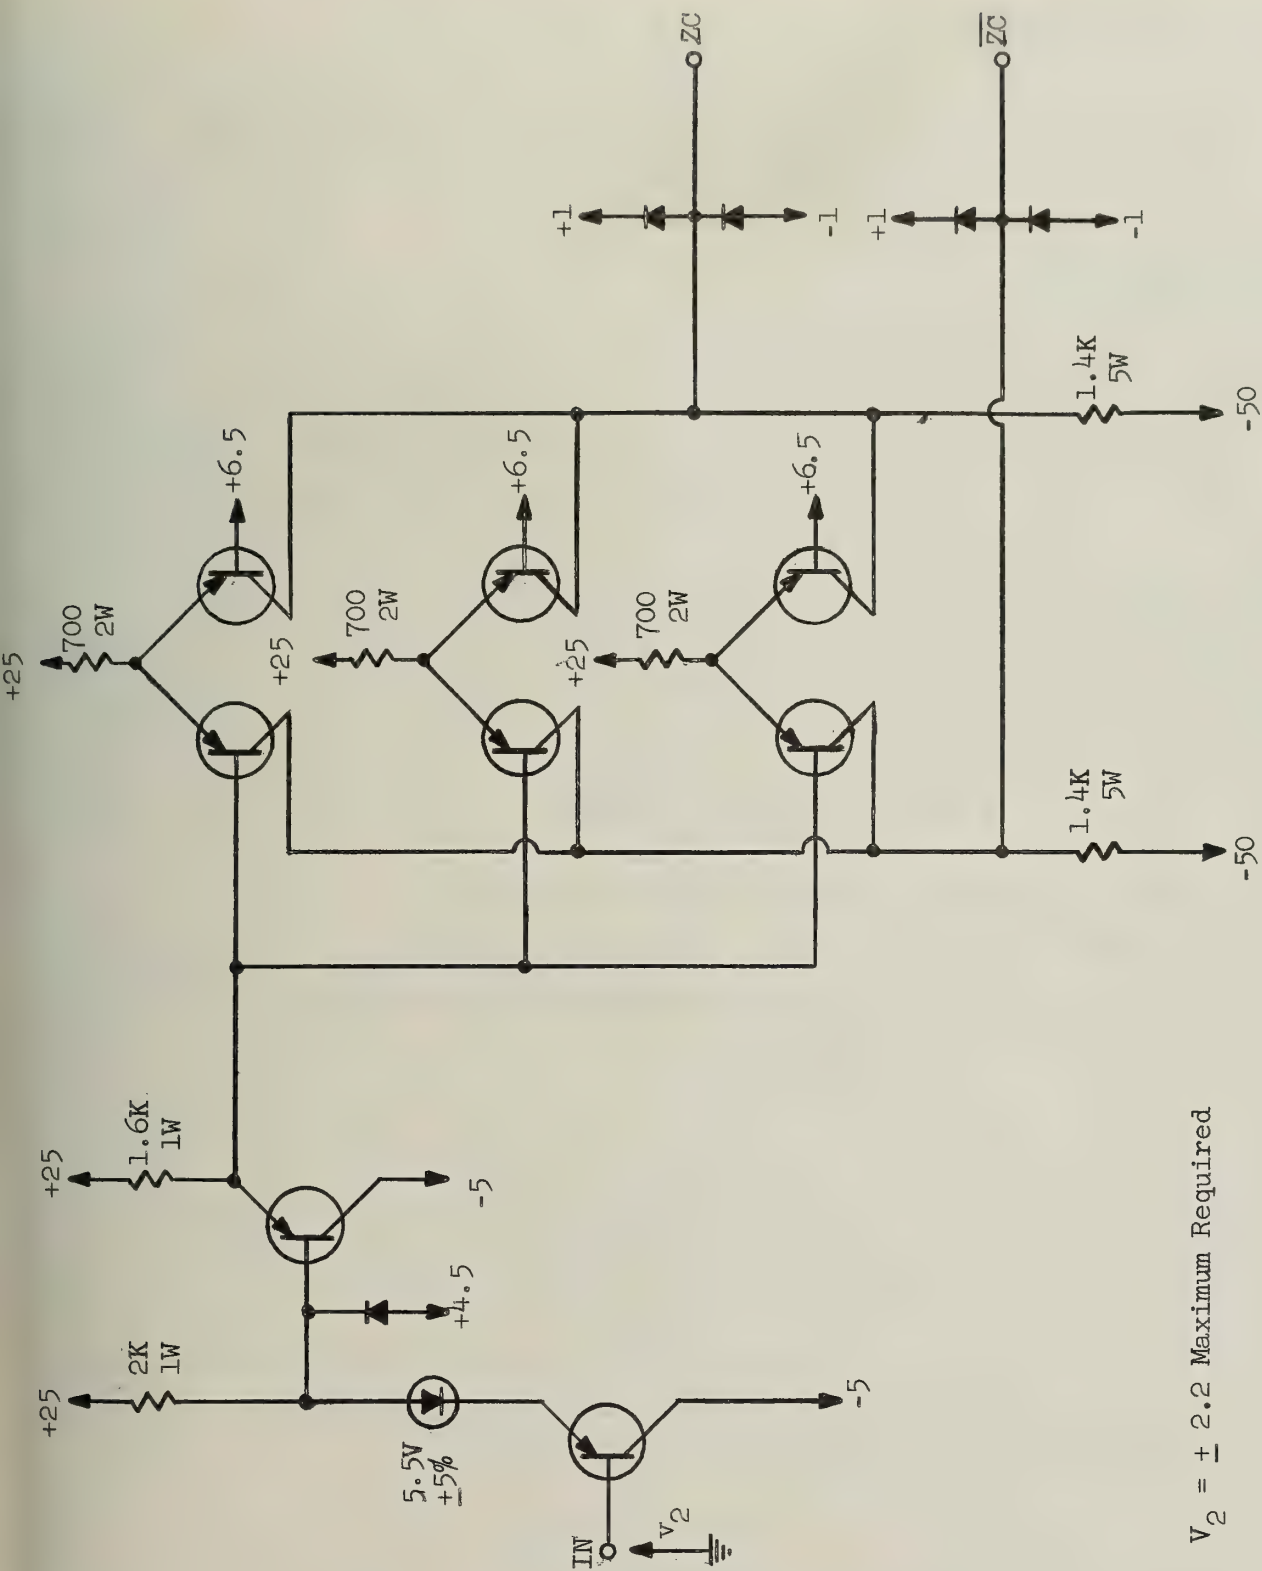 +25
700
2W
+6.5
+25
700
2W
+6.5
+25
700
2W
+6.5
+1
-1
ZC
+1
-1
Z̅C̅
1.4K
5W
-50
1.4K
5W
-50
+25
1.6K
1W
-5
+25
2K
1W
+4.5
5.5V
±5%
-5
IN
v₂
V₂ = ± 2.2 Maximum Required